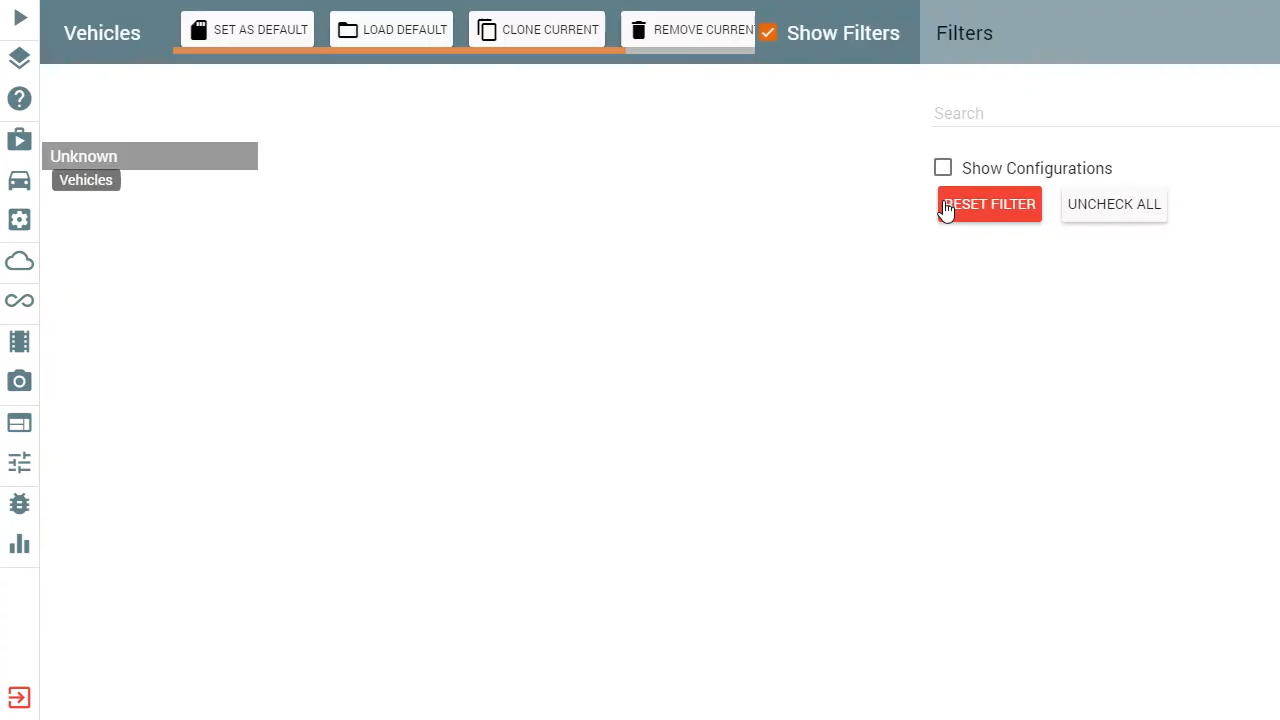 Vehicles
SET AS DEFAULT
LOAD DEFAULT
CLONE CURRENT
REMOVE CURREN
Show Filters
Filters
Search
Unknown
Vehicles
Show Configurations
RESET FILTER
UNCHECK ALL